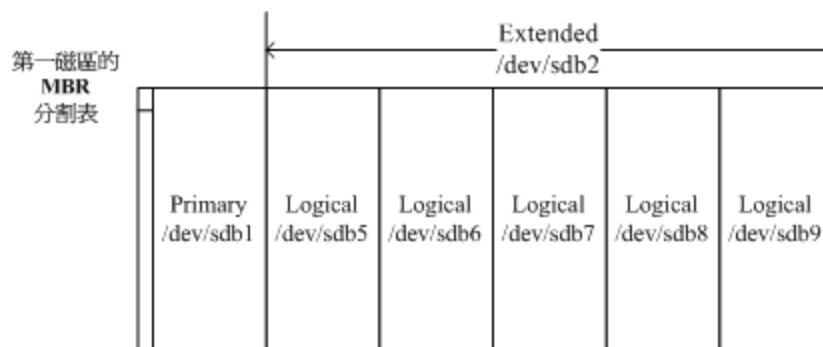 第一磁區的
MBR
分割表
Extended
/dev/sdb2
Primary
/dev/sdb1
Logical
/dev/sdb5
Logical
/dev/sdb6
Logical
/dev/sdb7
Logical
/dev/sdb8
Logical
/dev/sdb9